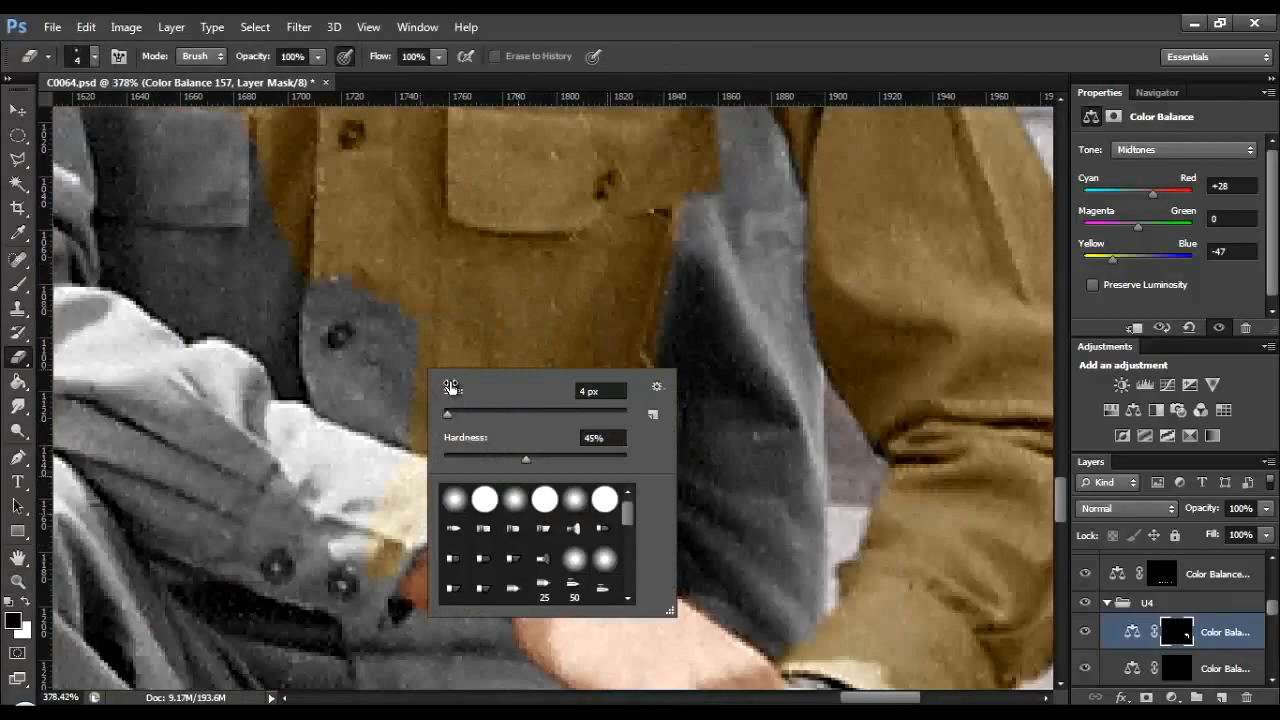 Ps File Edit Image Layer Type Select Filter 3D View Window Help
4 Mode: Brush Opacity: 100% Flow: 100% Erase to History Essentials
C0064.psd @ 378% (Color Balance 157, Layer Mask/8) * ×
1620 1640 1660 1680 1700 1720 1740 1760 1780 1800 1820 1840 1860 1880 1900 1920 1940 1960
Properties Navigator
Color Balance
Tone: Midtones
Cyan Red +28
Magenta Green 0
Yellow Blue -47
Preserve Luminosity
Adjustments
Add an adjustment
4 px
Hardness: 45%
25 50
Layers
Kind
Normal Opacity: 100%
Lock: Fill: 100%
Color Balance...
U4
Color Bala...
Color Bala...
378.42% Doc: 9.17M/193.6M